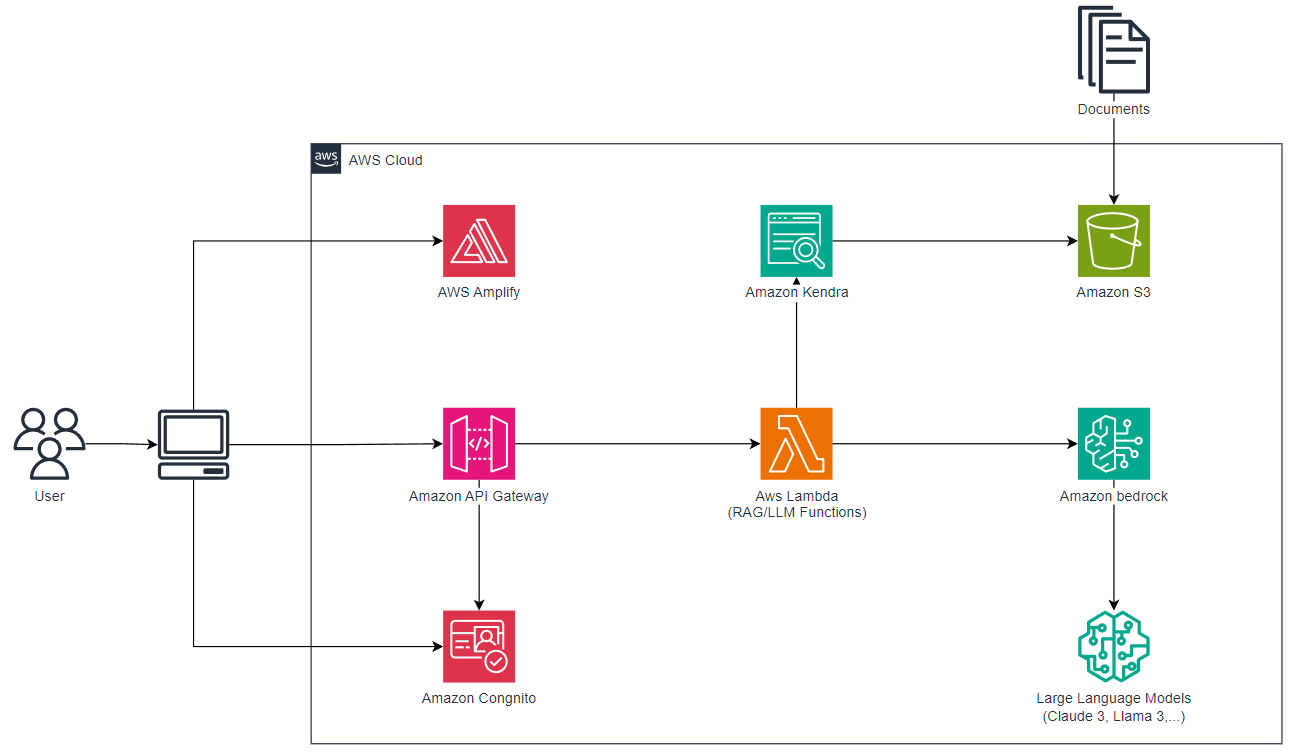 Documents
aws
AWS Cloud
AWS Amplify
Amazon Kendra
Amazon S3
</>
User
Amazon API Gateway
Aws Lambda
(RAG/LLM Functions)
Amazon bedrock
Amazon Congnito
Large Language Models
(Claude 3, Llama 3,...)